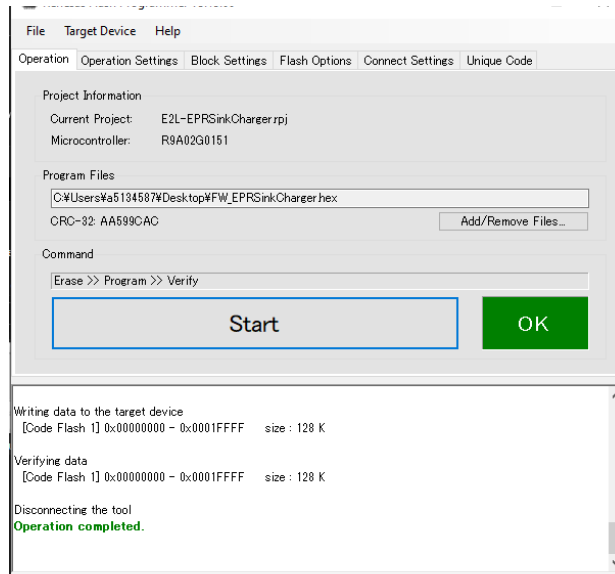 File Target Device Help
Operation Operation Settings Block Settings Flash Options Connect Settings Unique Code
Project Information
Current Project: E2L-EPRSinkCharger.rpj
Microcontroller: R9A02G0151
Program Files
C:¥Users¥a5134587¥Desktop¥FW_EPRSinkCharger.hex
CRC-32: AA599CAC Add/Remove Files...
Command
Erase >> Program >> Verify
Start OK
Writing data to the target device
[Code Flash 1] 0x00000000 - 0x0001FFFF size : 128 K
Verifying data
[Code Flash 1] 0x00000000 - 0x0001FFFF size : 128 K
Disconnecting the tool
Operation completed.